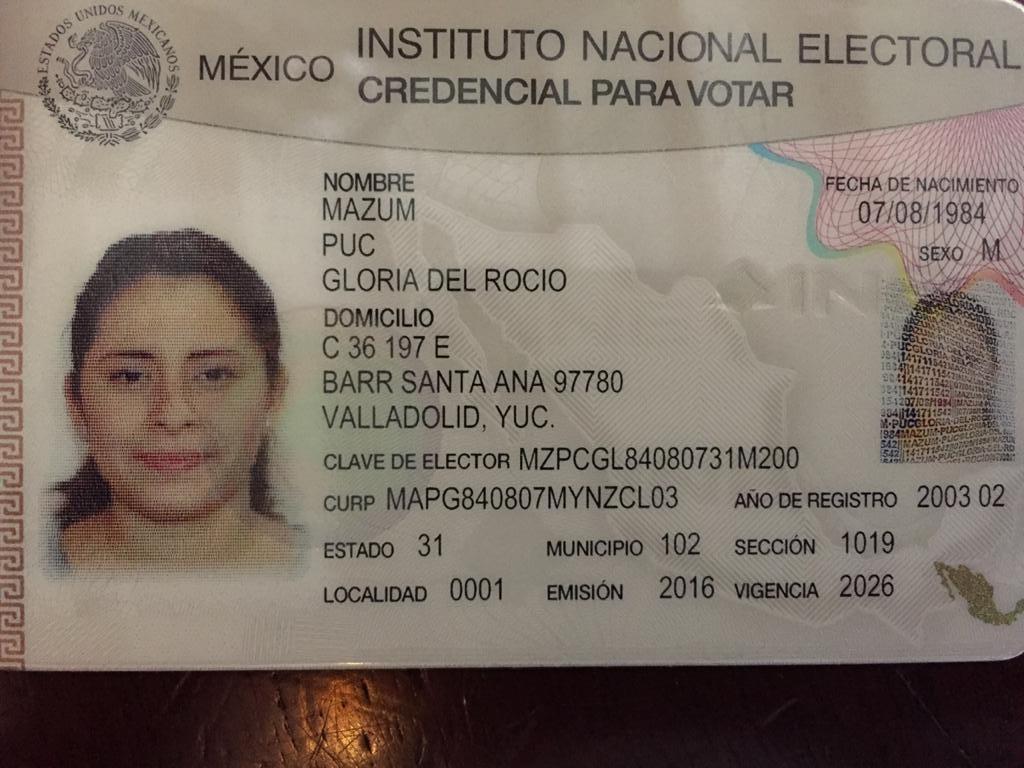 ESTADOS UNIDOS MEXICANOS
MÉXICO
INSTITUTO NACIONAL ELECTORAL
CREDENCIAL PARA VOTAR
NOMBRE
MAZUM
PUC
GLORIA DEL ROCIO
FECHA DE NACIMIENTO
07/08/1984
SEXO M
DOMICILIO
C 36 197 E
BARR SANTA ANA 97780
VALLADOLID, YUC.
CLAVE DE ELECTOR MZPCGL84080731M200
CURP MAPG840807MYNZCL03 AÑO DE REGISTRO 2003 02
ESTADO 31 MUNICIPIO 102 SECCIÓN 1019
LOCALIDAD 0001 EMISIÓN 2016 VIGENCIA 2026